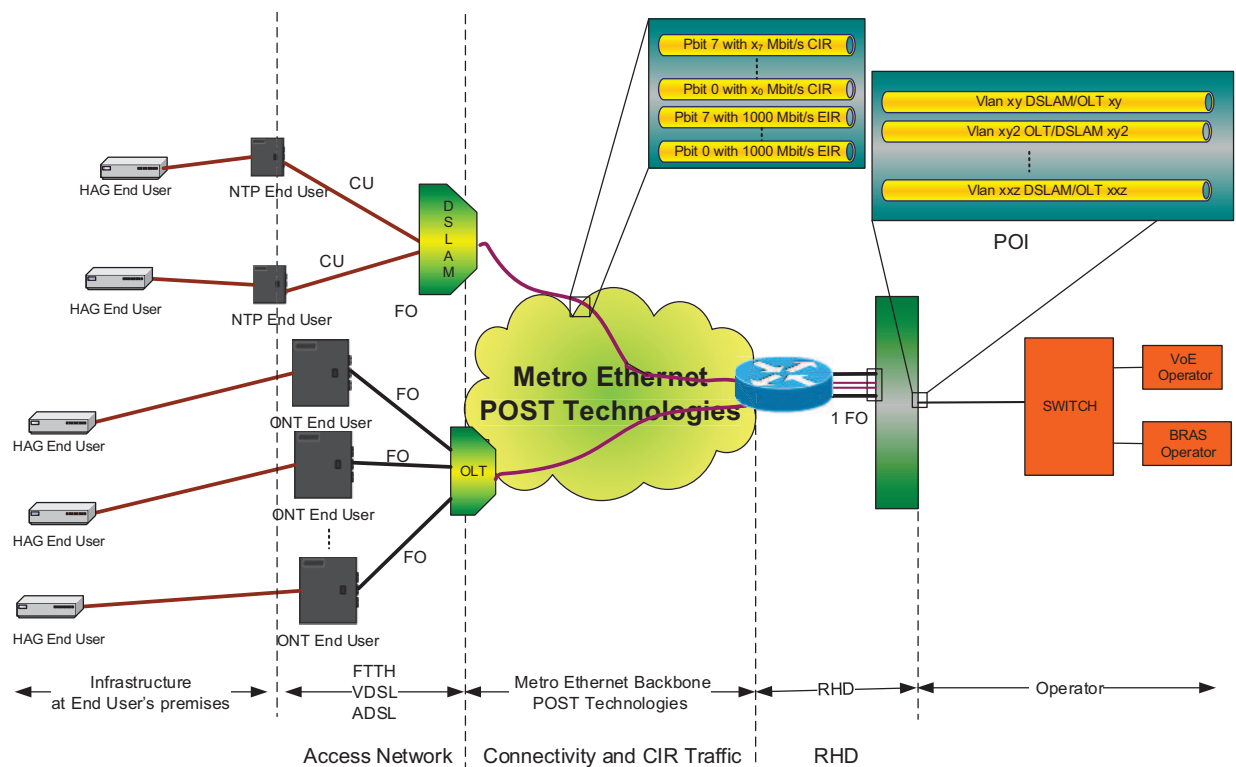 Pbit 7 with x7 Mbit/s CIR
Pbit 0 with x0 Mbit/s CIR
Pbit 7 with 1000 Mbit/s EIR
Pbit 0 with 1000 Mbit/s EIR
Vlan xy DSLAM/OLT xy
Vlan xy2 OLT/DSLAM xy2
Vlan xxz DSLAM/OLT xxz
POI
HAG End User
NTP End User
CU
DSLAM
HAG End User
NTP End User
CU
FO
Metro Ethernet
POST Technologies
HAG End User
ONT End User
FO
FO
OLT
HAG End User
ONT End User
FO
HAG End User
ONT End User
1 FO
SWITCH
VoE
Operator
BRAS
Operator
Infrastructure
at End User's premises
FTTH
VDSL
ADSL
Metro Ethernet Backbone
POST Technologies
RHD
Operator
Access Network
Connectivity and CIR Traffic
RHD